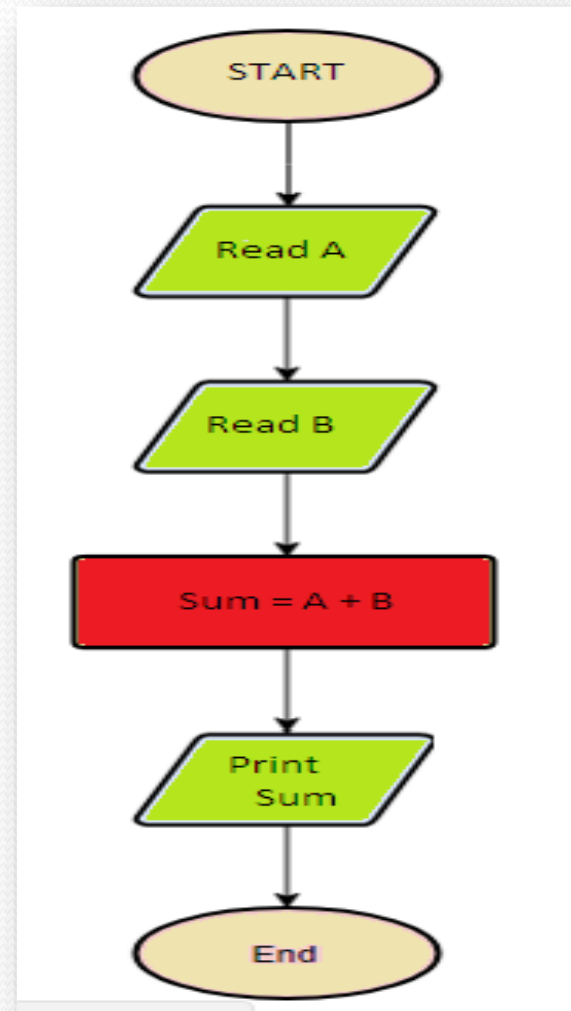 START
Read A
Read B
Sum = A + B
Print
Sum
End